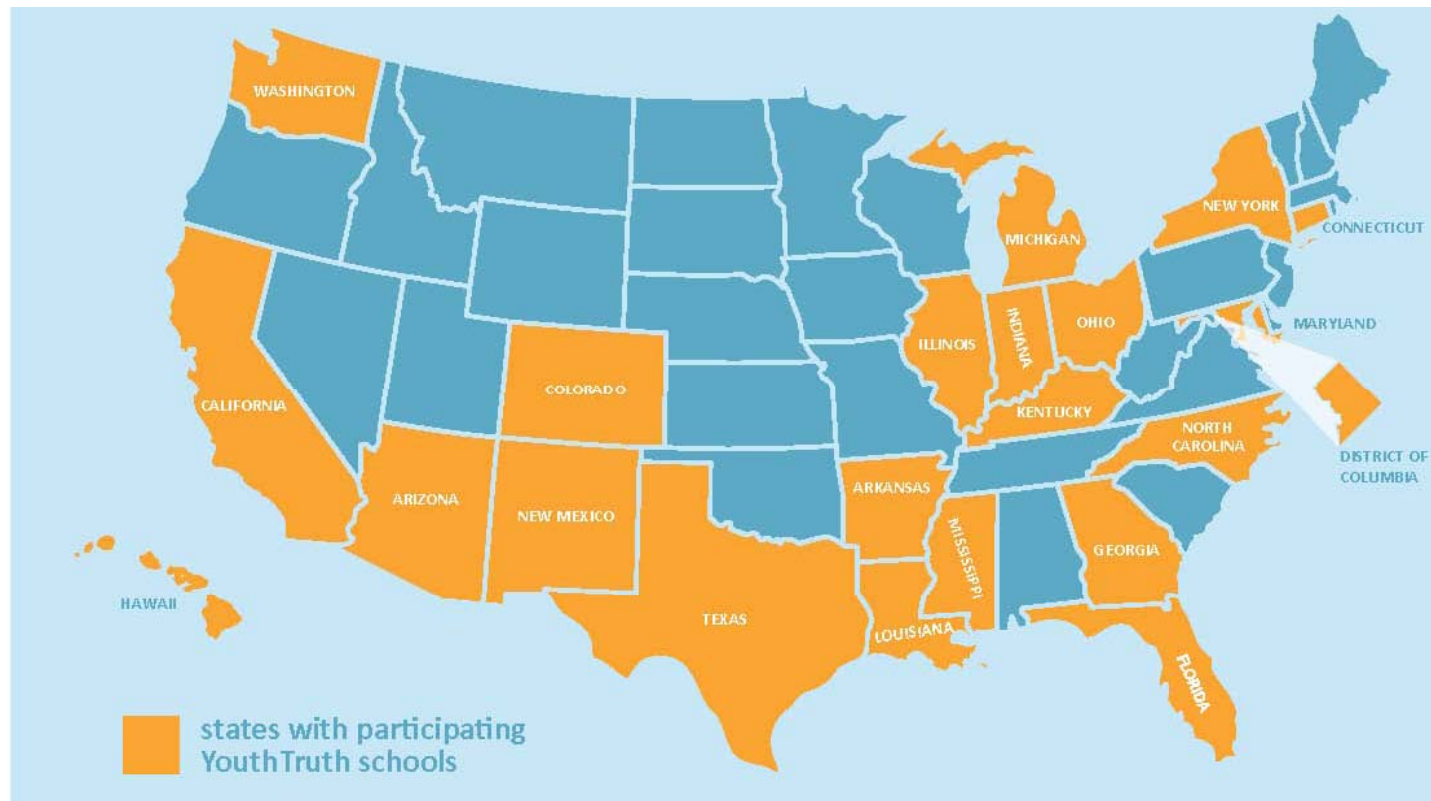 WASHINGTON
NEW YORK
CONNECTICUT
MICHIGAN
MARYLAND
OHIO
INDIANA
ILLINOIS
COLORADO
CALIFORNIA
KENTUCKY
NORTH
CAROLINA
DISTRICT OF
COLUMBIA
ARKANSAS
ARIZONA
NEW MEXICO
MISSISSIPPI
GEORGIA
HAWAII
TEXAS
LOUISIANA
FLORIDA
states with participating
YouthTruth schools